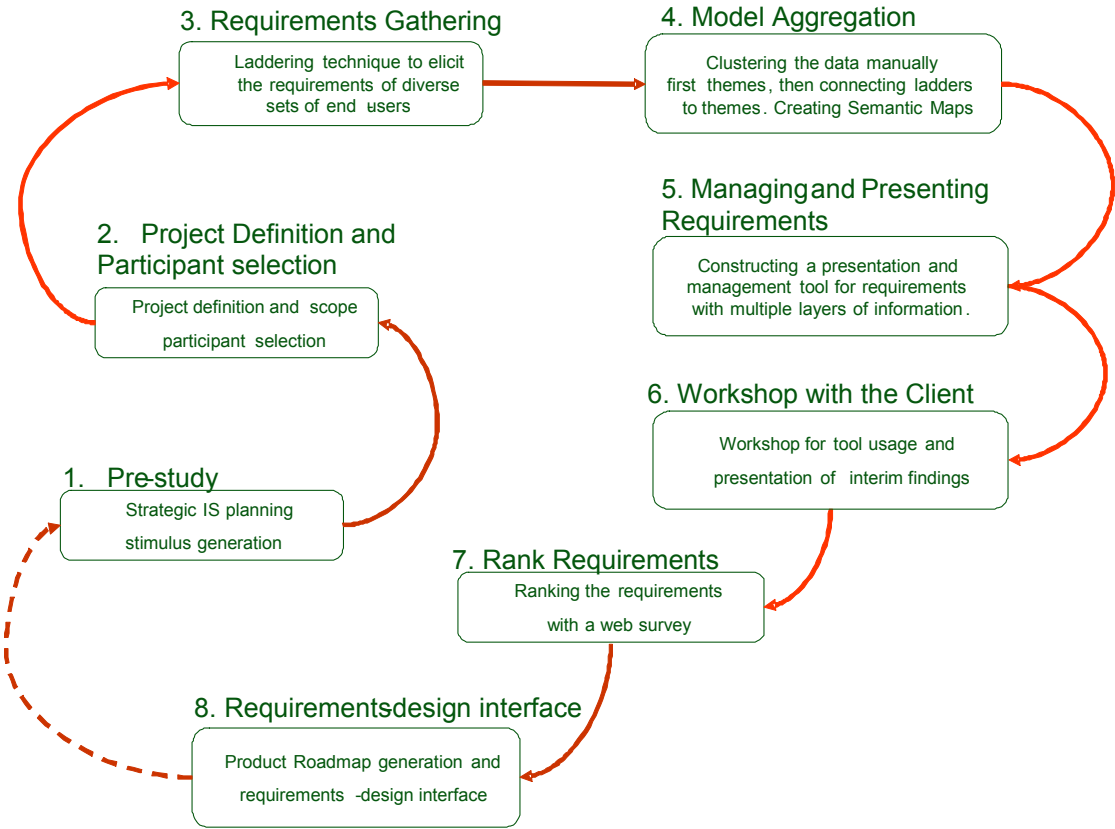 3. Requirements Gathering
Laddering technique to elicit
the requirements of diverse
sets of end users
4. Model Aggregation
Clustering the data manually
first themes, then connecting ladders
to themes. Creating Semantic Maps
5. Managing and Presenting
Requirements
Constructing a presentation and
management tool for requirements
with multiple layers of information.
2. Project Definition and
Participant selection
Project definition and scope
participant selection
6. Workshop with the Client
Workshop for tool usage and
presentation of interim findings
1. Pre-study
Strategic IS planning
stimulus generation
7. Rank Requirements
Ranking the requirements
with a web survey
8. Requirements-design interface
Product Roadmap generation and
requirements -design interface